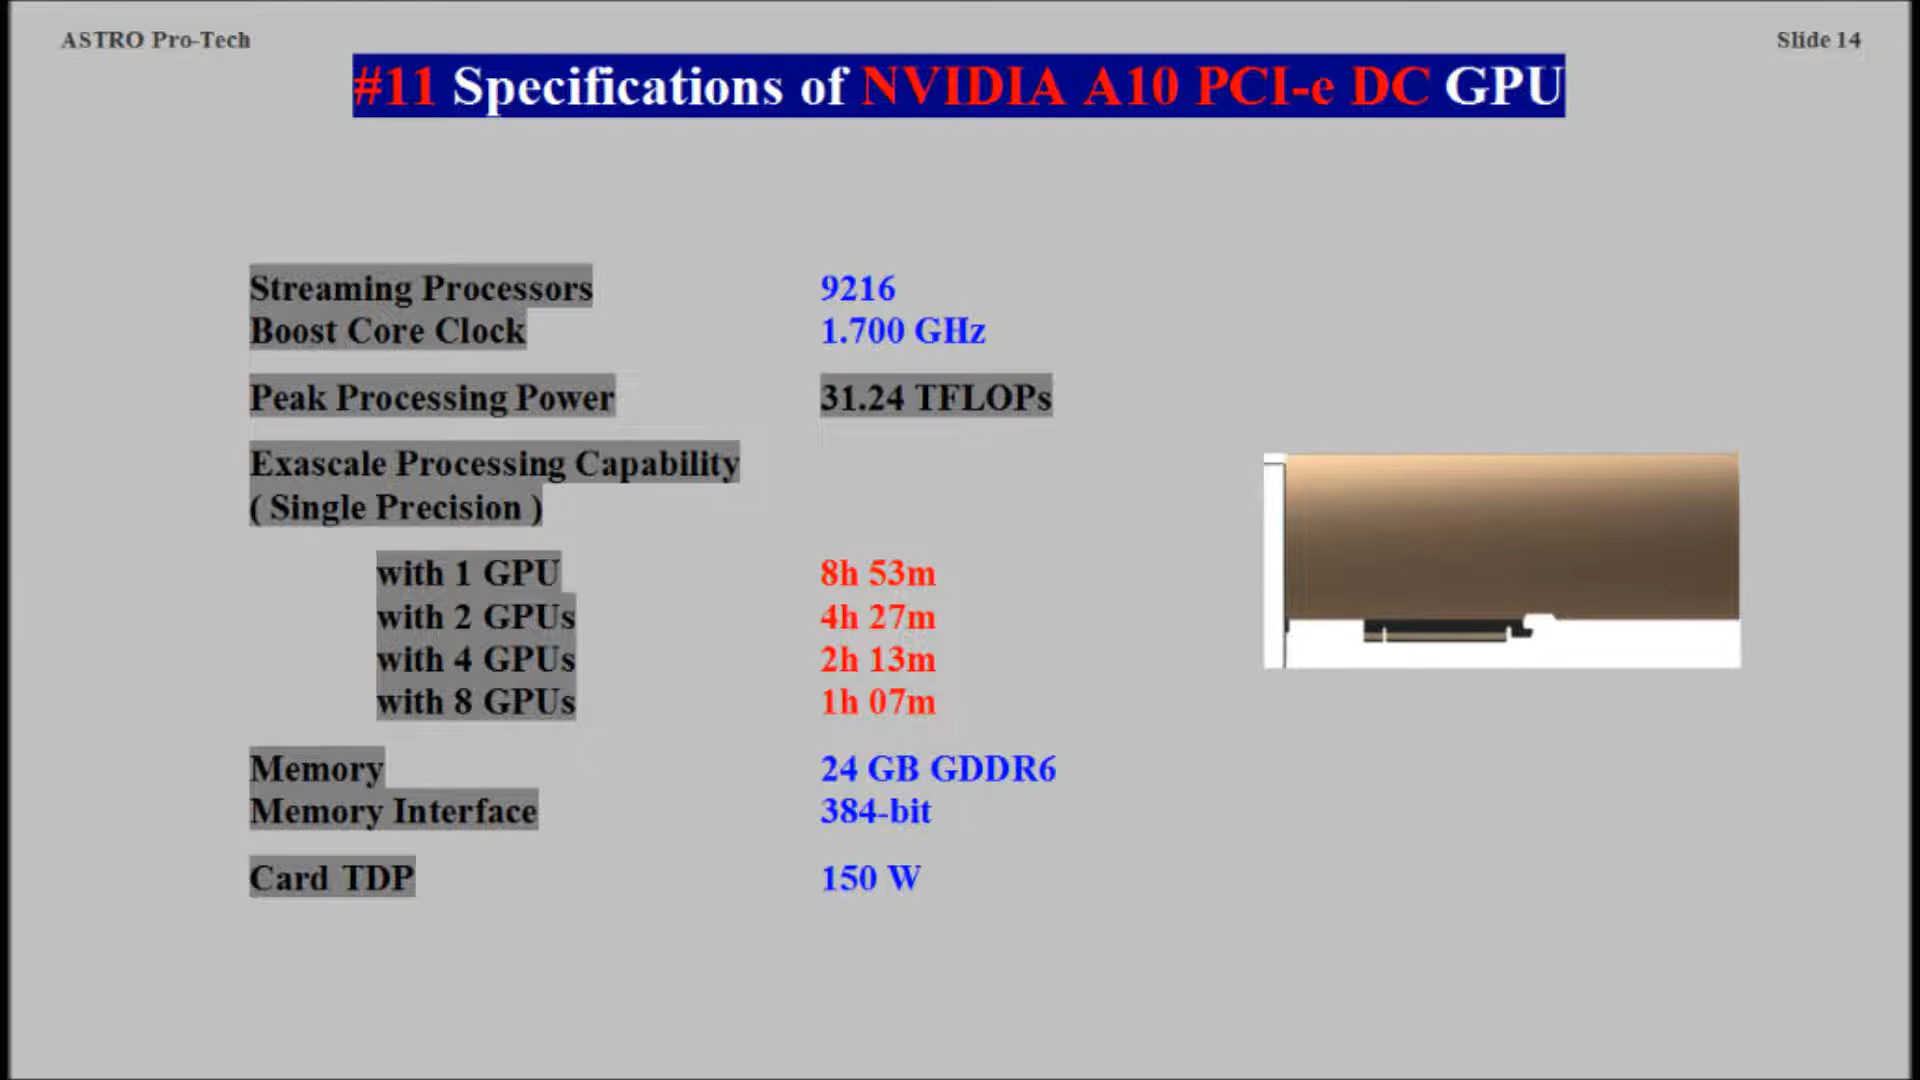 ASTRO Pro-Tech
Slide 14
#11 Specifications of NVIDIA A10 PCI-e DC GPU
Streaming Processors 9216
Boost Core Clock 1.700 GHz
Peak Processing Power 31.24 TFLOPs
Exascale Processing Capability
( Single Precision )
with 1 GPU 8h 53m
with 2 GPUs 4h 27m
with 4 GPUs 2h 13m
with 8 GPUs 1h 07m
Memory 24 GB GDDR6
Memory Interface 384-bit
Card TDP 150 W